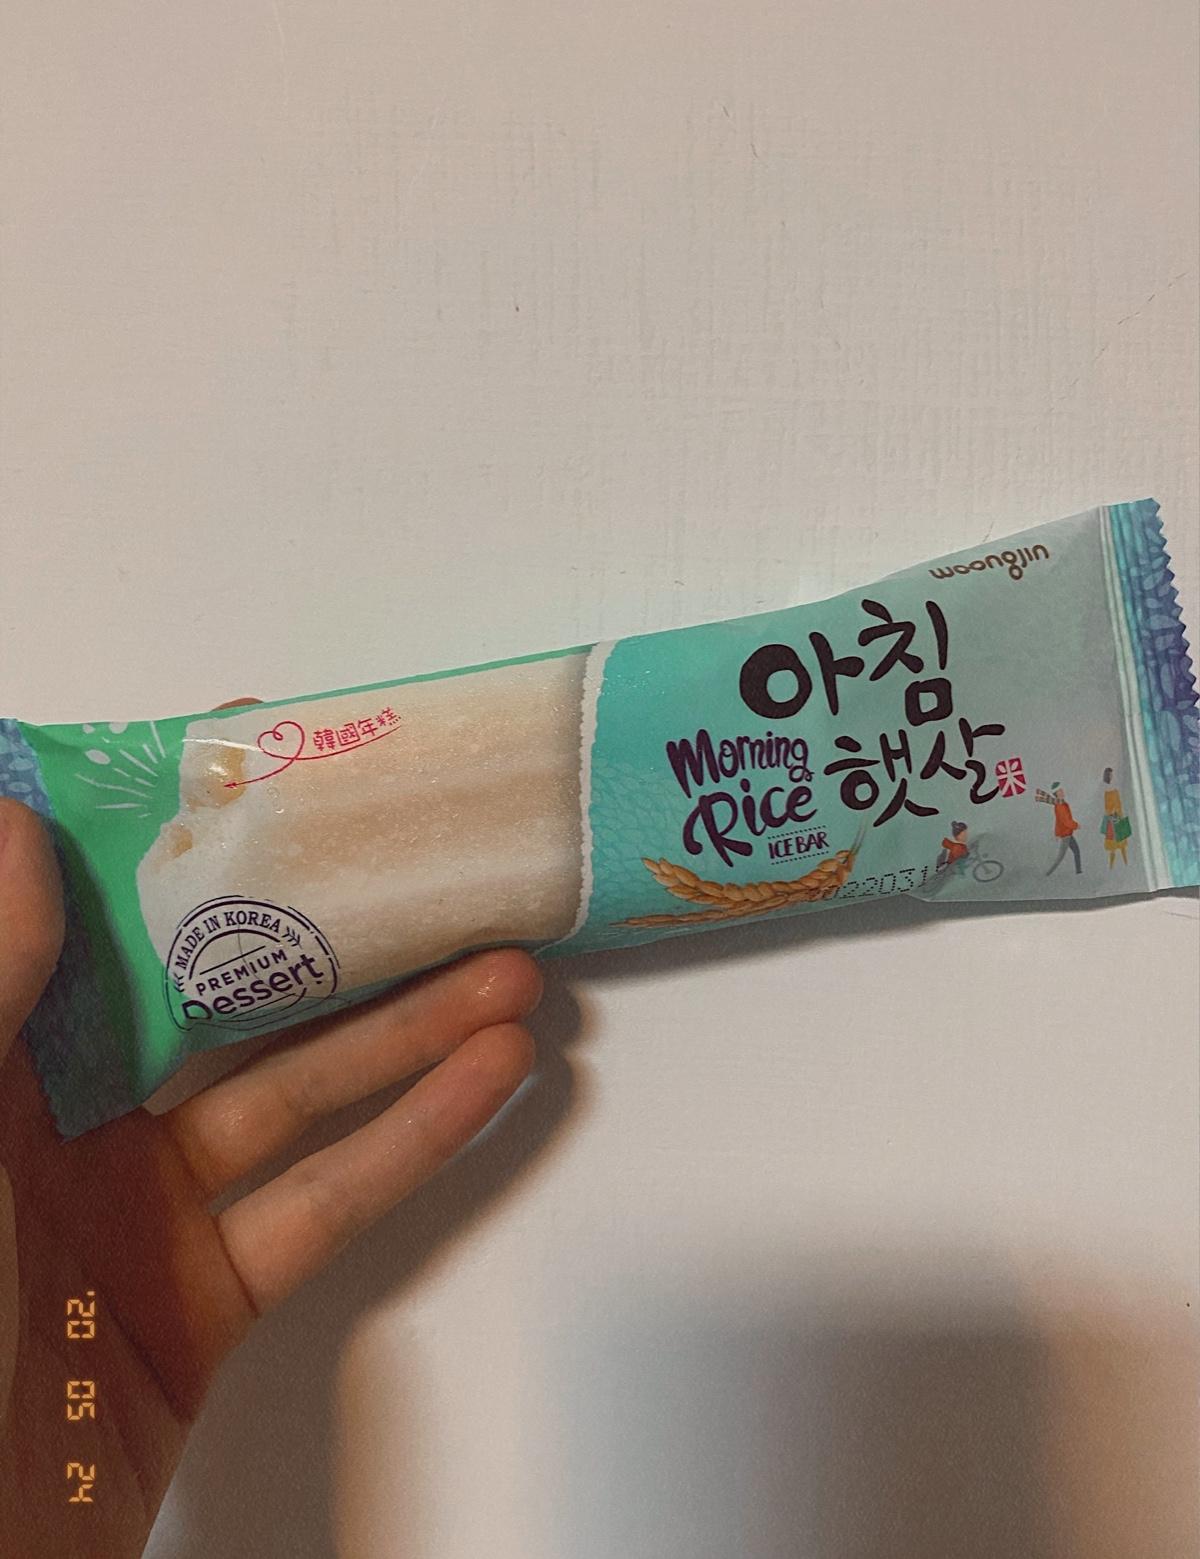 woongjin
아침
햇살
米
Morning
Rice
ICE BAR
韓國年糕
MADE IN KOREA
PREMIUM
Dessert
'20 05 24